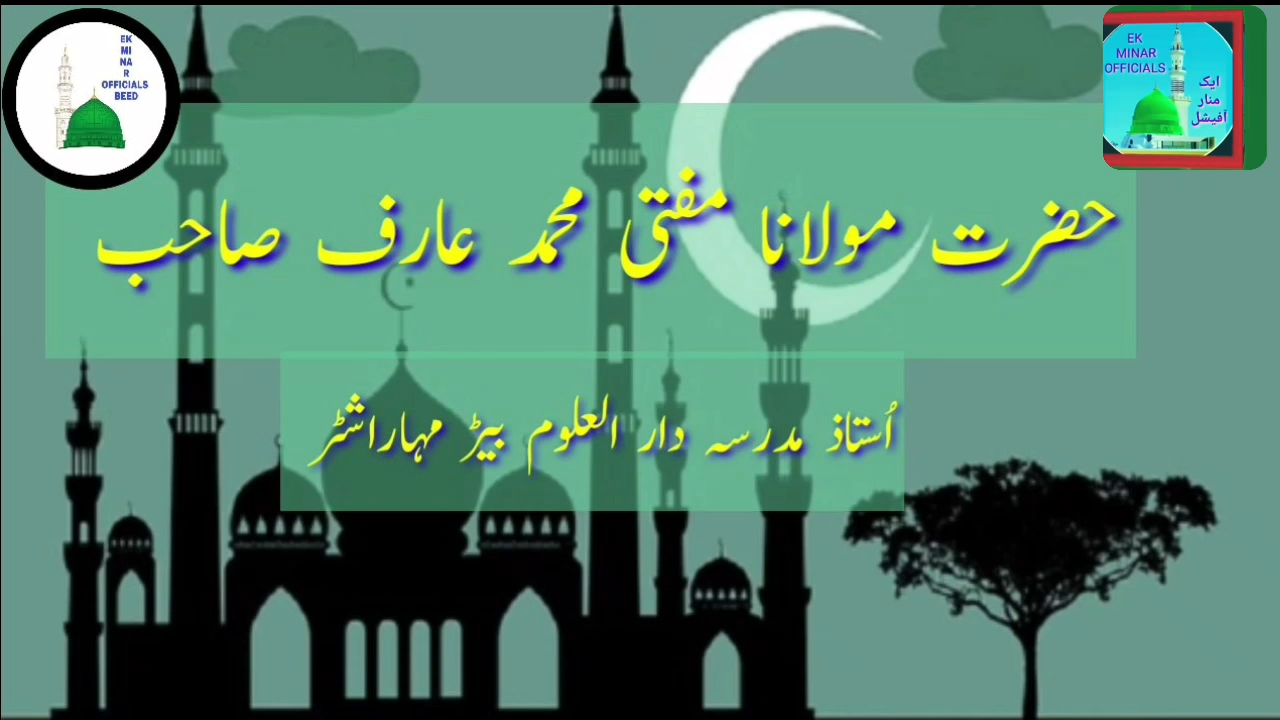 EK
MI
NA
R
OFFICIALS
BEED
EK
MINAR
OFFICIALS
ایک
منار
آفیشل
حضرت مولانا مفتی محمد عارف صاحب
اُستاذ مدرسہ دار العلوم بیڑ مہاراشٹر